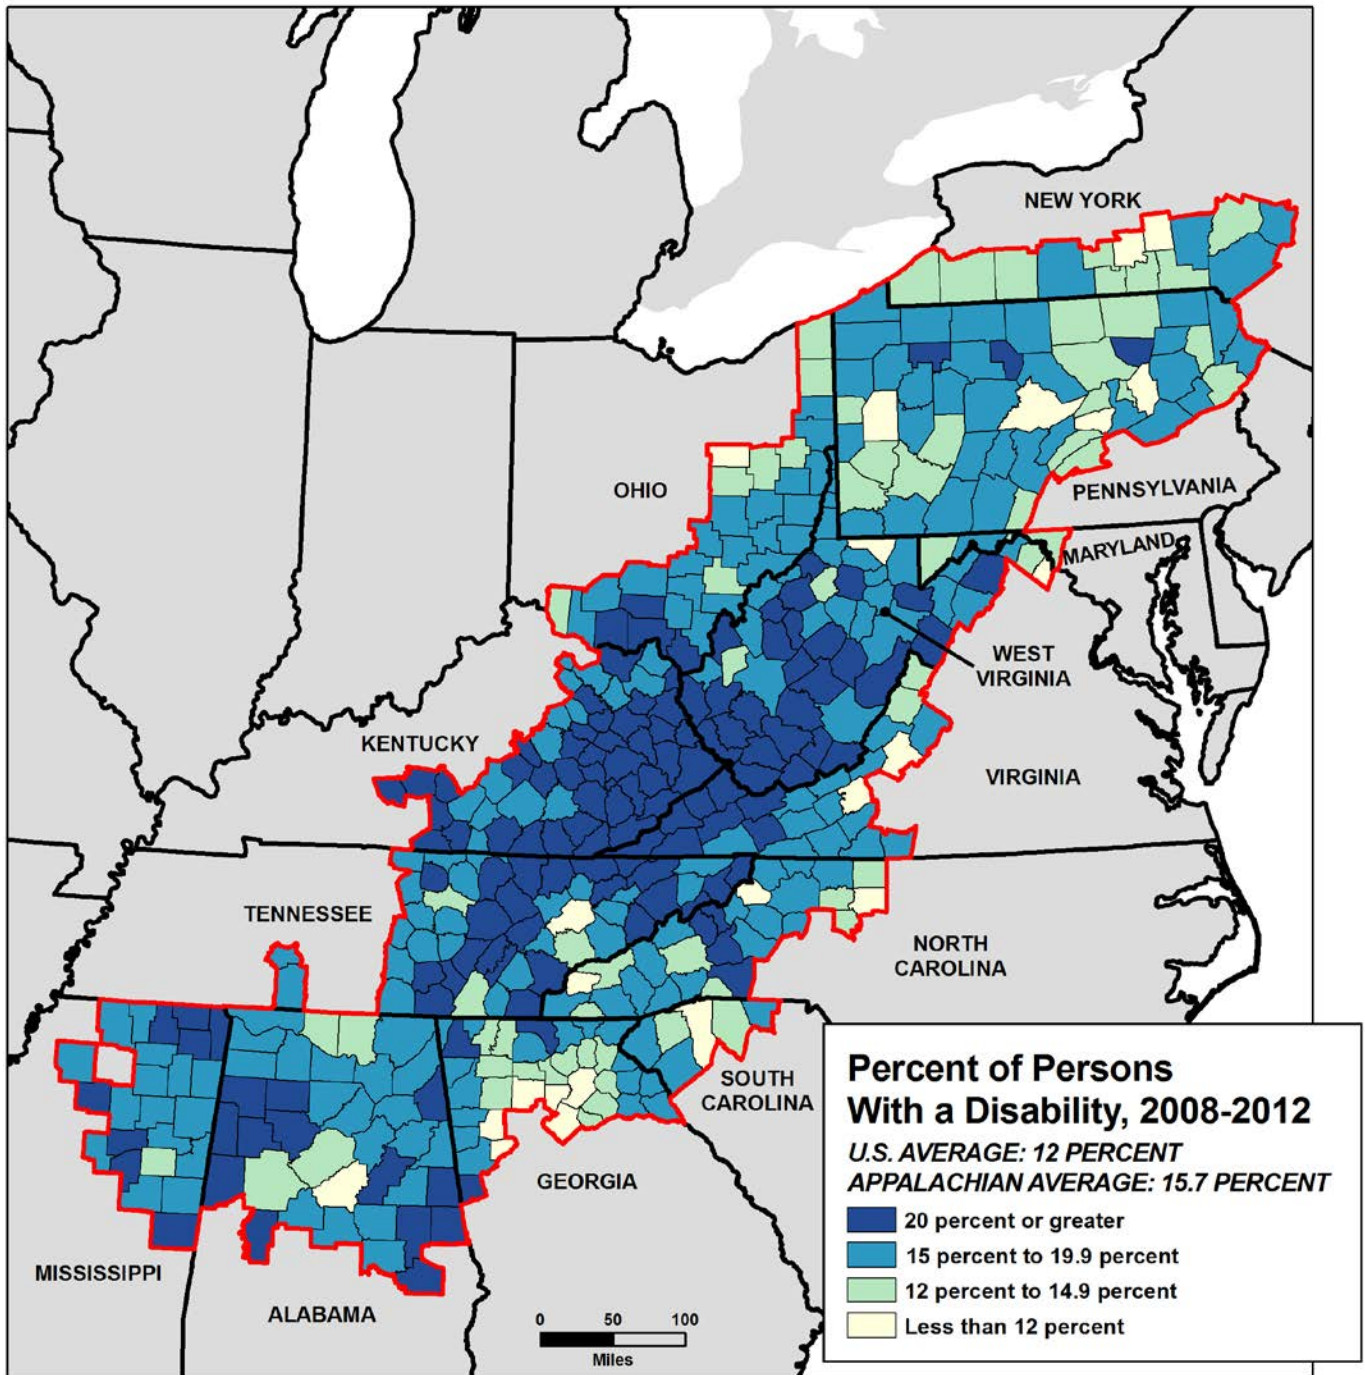 NEW YORK
OHIO
PENNSYLVANIA
MARYLAND
WEST
VIRGINIA
KENTUCKY
VIRGINIA
TENNESSEE
NORTH
CAROLINA
SOUTH
CAROLINA
GEORGIA
MISSISSIPPI
ALABAMA
0 50 100
Miles
Percent of Persons
With a Disability, 2008-2012
U.S. AVERAGE: 12 PERCENT
APPALACHIAN AVERAGE: 15.7 PERCENT
20 percent or greater
15 percent to 19.9 percent
12 percent to 14.9 percent
Less than 12 percent